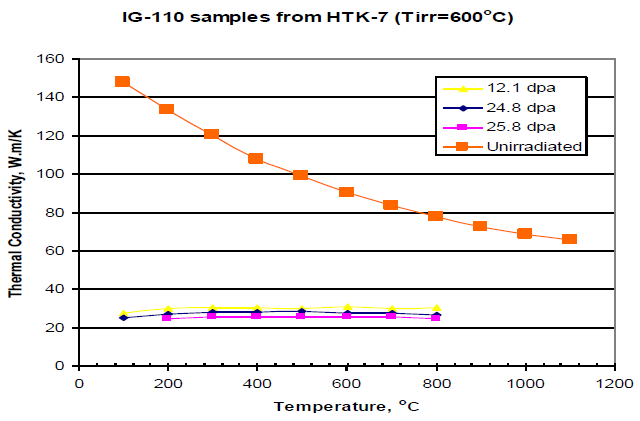 IG-110 samples from HTK-7 (Tirr=600°C)
Thermal Conductivity, W.m/K
160
140
120
100
80
60
40
20
0
12.1 dpa
24.8 dpa
25.8 dpa
Unirradiated
0 200 400 600 800 1000 1200
Temperature, °C